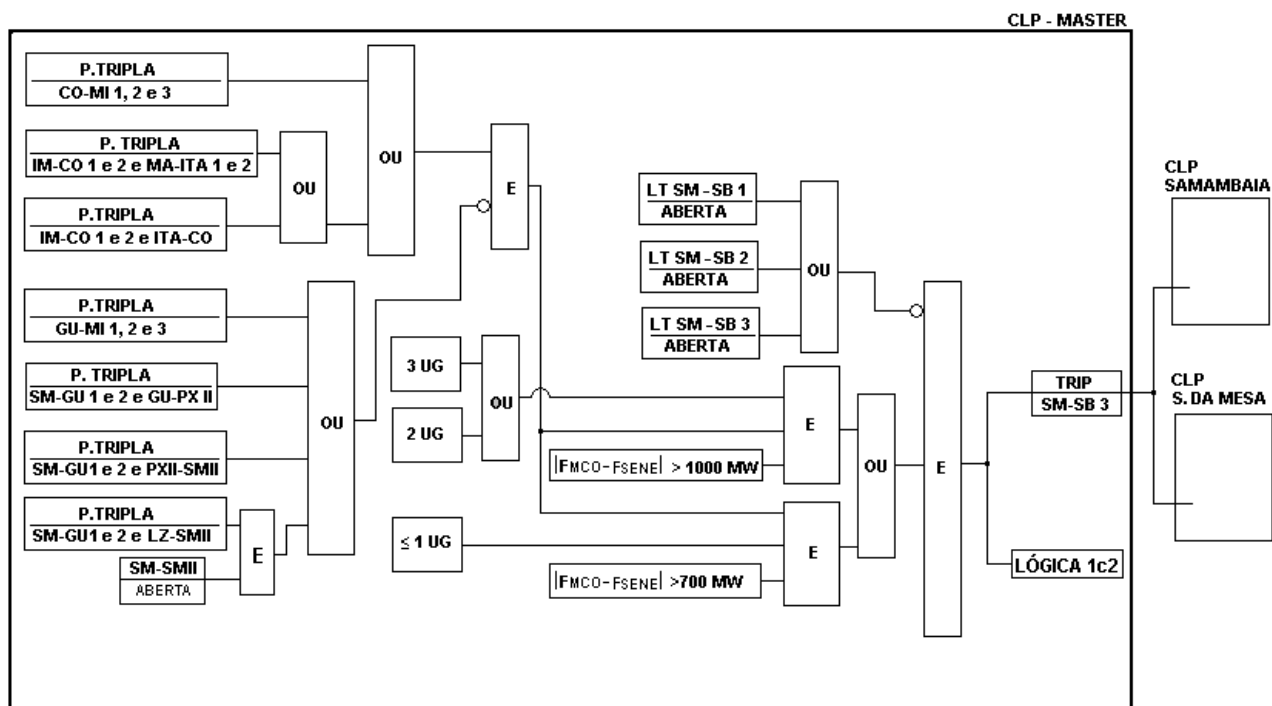 CLP - MASTER
P.TRIPLA
CO-MI 1, 2 e 3
P. TRIPLA
IM-CO 1 e 2 e MA-ITA 1 e 2
P.TRIPLA
IM-CO 1 e 2 e ITA-CO
OU
OU
E
P.TRIPLA
GU-MI 1, 2 e 3
P. TRIPLA
SM-GU 1 e 2 e GU-PX II
P.TRIPLA
SM-GU1 e 2 e PXII-SMII
P.TRIPLA
SM-GU1 e 2 e LZ-SMII
SM-SMII
ABERTA
E
OU
3 UG
2 UG
OU
≤ 1 UG
LT SM-SB 1
ABERTA
LT SM-SB 2
ABERTA
LT SM-SB 3
ABERTA
OU
|FMCO-FSENE| > 1000 MW
E
|FMCO-FSENE| >700 MW
E
OU
E
TRIP
SM-SB 3
LÓGICA 1c2
CLP
SAMAMBAIA
CLP
S. DA MESA